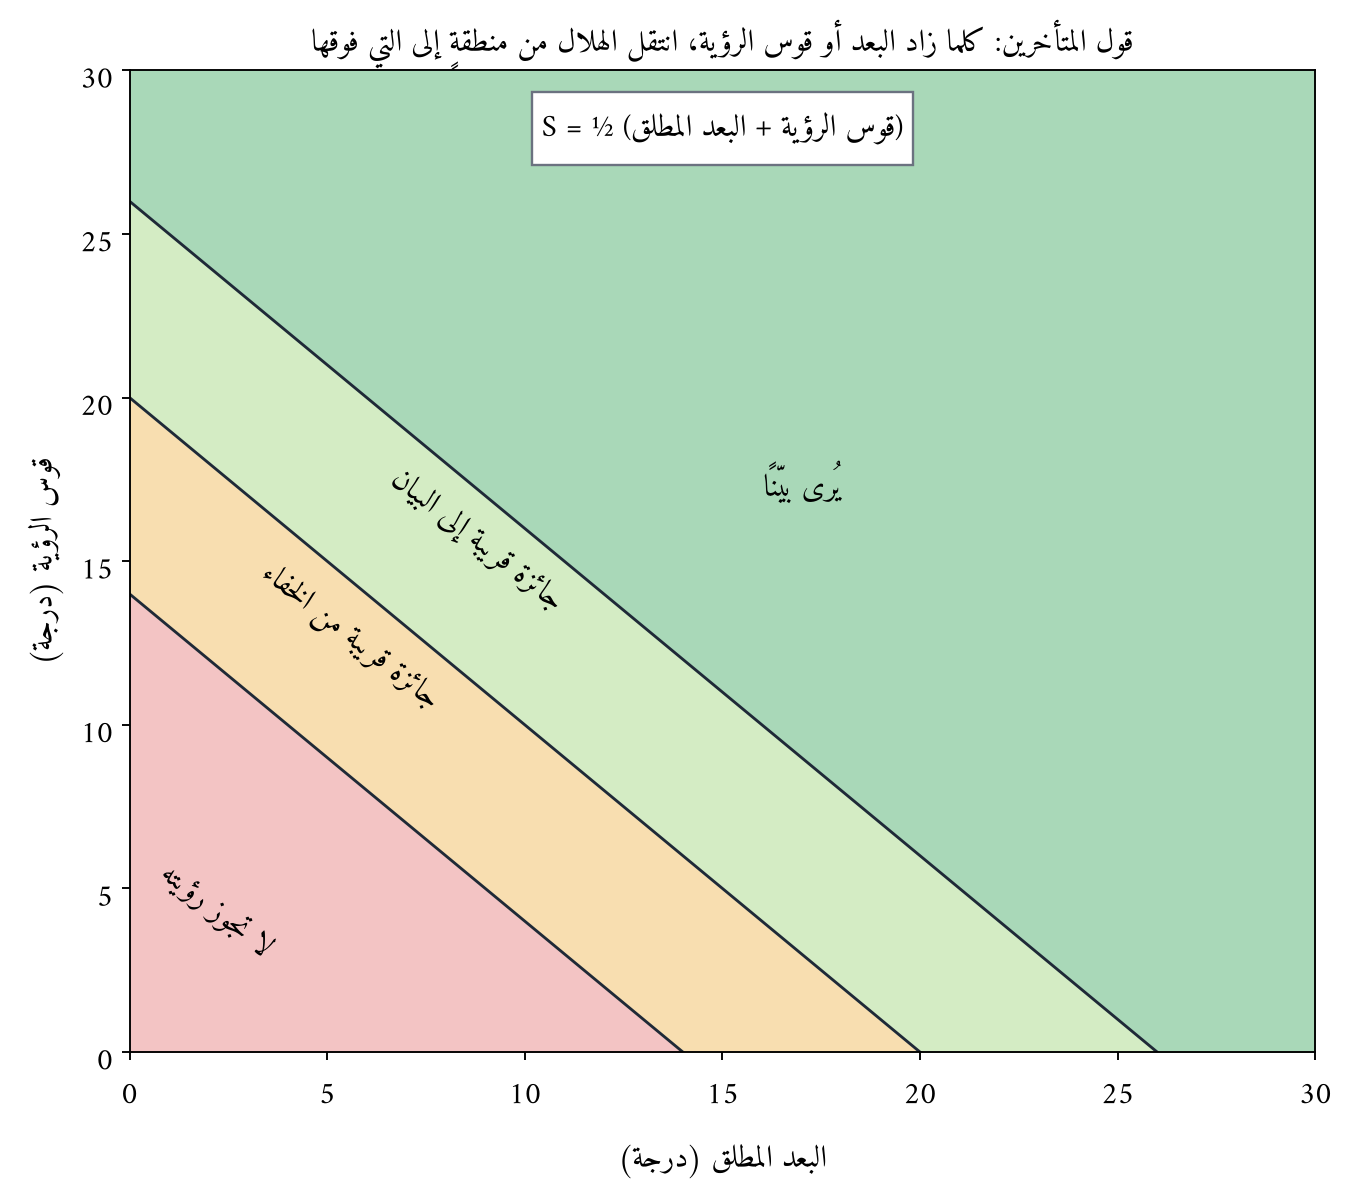 قول المتأخرين: كلما زاد البعد أو قوس الرؤية، انتقل الهلال من منطقةٍ إلى التي فوقها
S = ½ (قوس الرؤية + البعد المطلق)
30
25
20
15
10
5
0
قوس الرؤية (درجة)
يُرى بيّنًا
جائزة قريبة إلى البيان
جائزة قريبة من الخفاء
لا تجوز رؤيته
0 5 10 15 20 25 30
البعد المطلق (درجة)